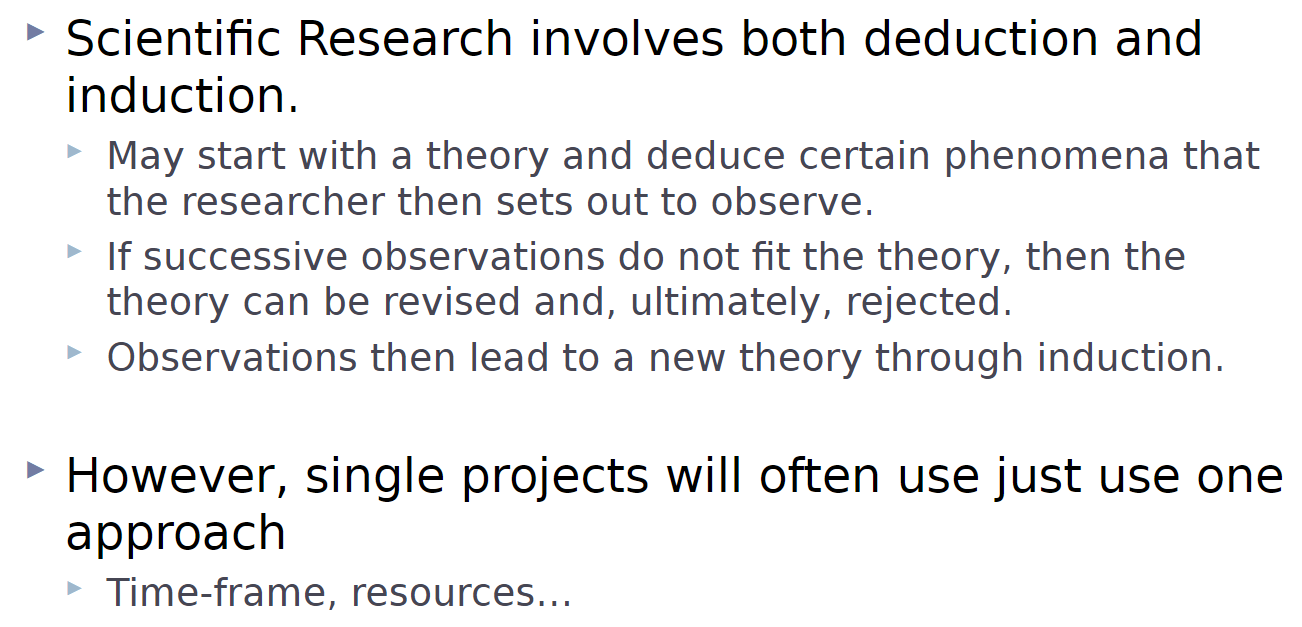 Scientific Research involves both deduction and
induction.
May start with a theory and deduce certain phenomena that
the researcher then sets out to observe.
If successive observations do not fit the theory, then the
theory can be revised and, ultimately, rejected.
Observations then lead to a new theory through induction.
However, single projects will often use just use one
approach
Time-frame, resources…